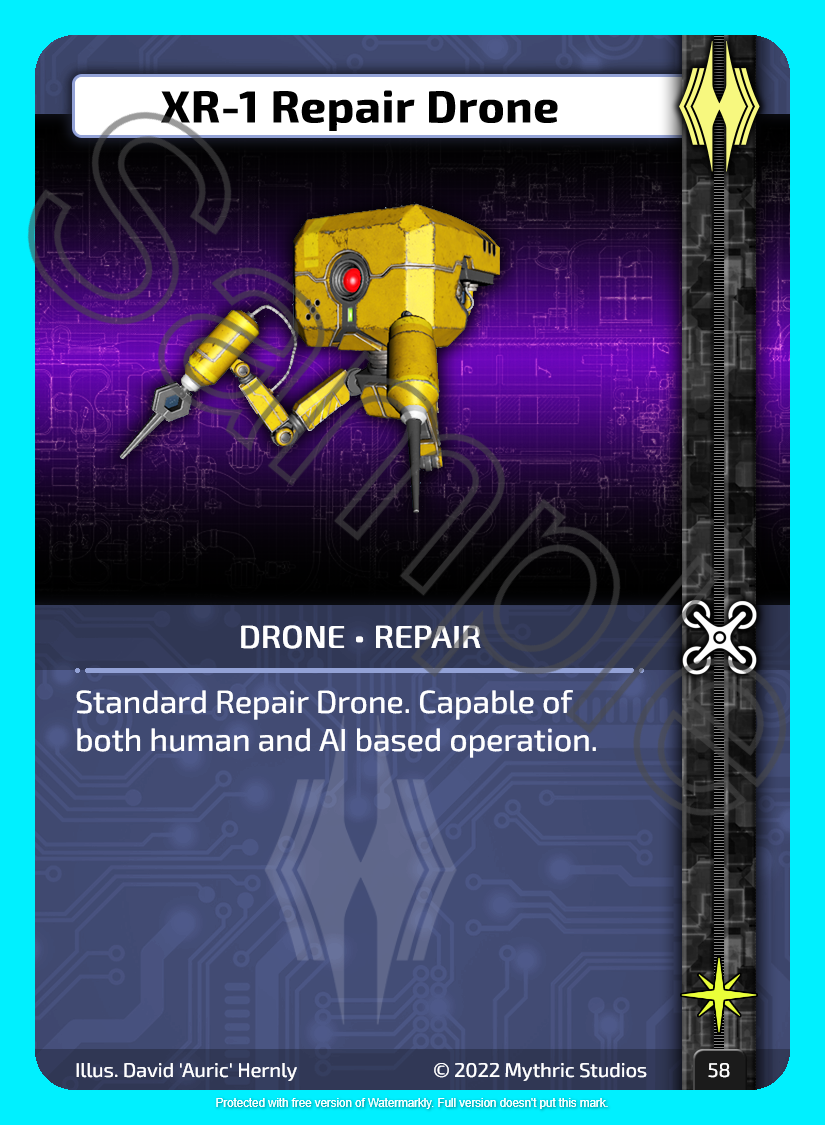 XR-1 Repair Drone
Sample
DRONE • REPAIR
Standard Repair Drone. Capable of
both human and AI based operation.
Illus. David 'Auric' Hernly
© 2022 Mythric Studios
58
Protected with free version of Watermarkly. Full version doesn't put this mark.